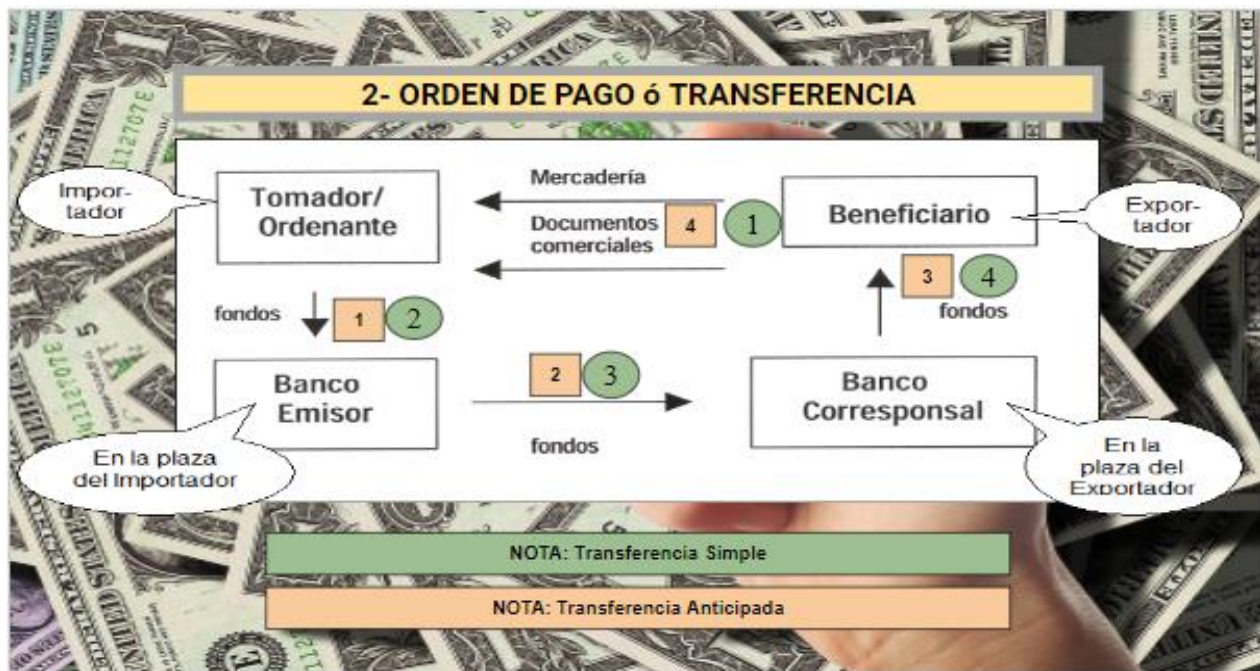 2- ORDEN DE PAGO ó TRANSFERENCIA
Impor-
tador
Tomador/
Ordenante
Mercadería
Documentos
comerciales
4
1
Beneficiario
Expor-
tador
fondos
1
2
3
4
fondos
Banco
Emisor
2
3
fondos
Banco
Corresponsal
En la plaza
del Importador
En la
plaza del
Exportador
NOTA: Transferencia Simple
NOTA: Transferencia Anticipada